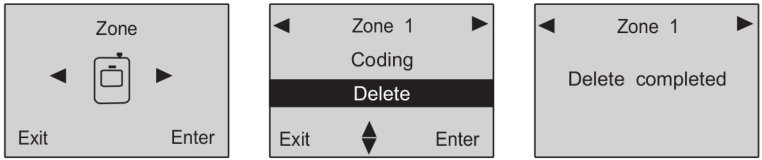 Zone
Exit Enter
Zone 1
Coding
Delete
Exit Enter
Zone 1
Delete completed